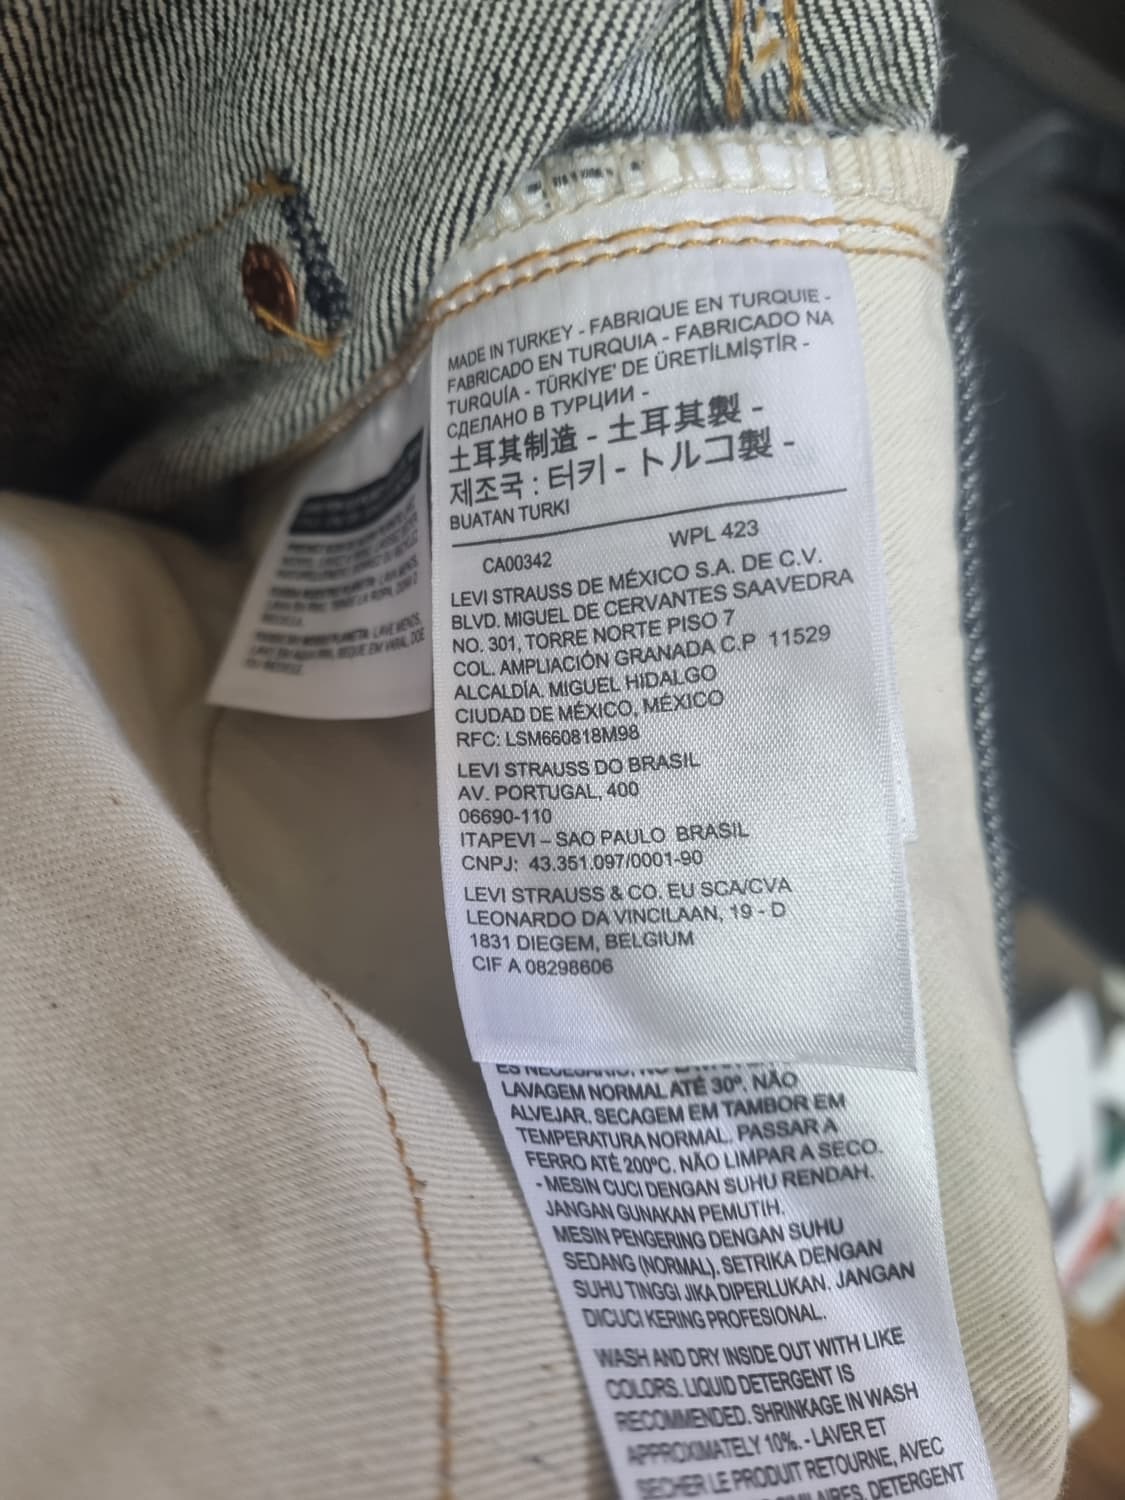 MADE IN TURKEY - FABRIQUE EN TURQUIE -
FABRICADO EN TURQUIA - FABRICADO NA
TURQUÍA - TÜRKİYE' DE ÜRETİLMİŞTİR -
СДЕЛАНО В ТУРЦИИ -
土耳其制造 - 土耳其製 -
제조국 : 터키 - トルコ製 -
BUATAN TURKI
CA00342 WPL 423
LEVI STRAUSS DE MÉXICO S.A. DE C.V.
BLVD. MIGUEL DE CERVANTES SAAVEDRA
NO. 301, TORRE NORTE PISO 7
COL. AMPLIACIÓN GRANADA C.P 11529
ALCALDÍA. MIGUEL HIDALGO
CIUDAD DE MÉXICO, MÉXICO
RFC: LSM660818M98
LEVI STRAUSS DO BRASIL
AV. PORTUGAL, 400
06690-110
ITAPEVI – SAO PAULO BRASIL
CNPJ: 43.351.097/0001-90
LEVI STRAUSS & CO. EU SCA/CVA
LEONARDO DA VINCILAAN, 19 - D
1831 DIEGEM, BELGIUM
CIF A 08298606
LAVAGEM NORMAL ATÉ 30º. NÃO
ALVEJAR. SECAGEM EM TAMBOR EM
TEMPERATURA NORMAL. PASSAR A
FERRO ATÉ 200ºC. NÃO LIMPAR A SECO.
- MESIN CUCI DENGAN SUHU RENDAH.
JANGAN GUNAKAN PEMUTIH.
MESIN PENGERING DENGAN SUHU
SEDANG (NORMAL). SETRIKA DENGAN
SUHU TINGGI JIKA DIPERLUKAN. JANGAN
DICUCI KERING PROFESIONAL.
WASH AND DRY INSIDE OUT WITH LIKE
COLORS. LIQUID DETERGENT IS
RECOMMENDED. SHRINKAGE IN WASH
APPROXIMATELY 10%. - LAVER ET
SECHER LE PRODUIT RETOURNE, AVEC
DETERGENT